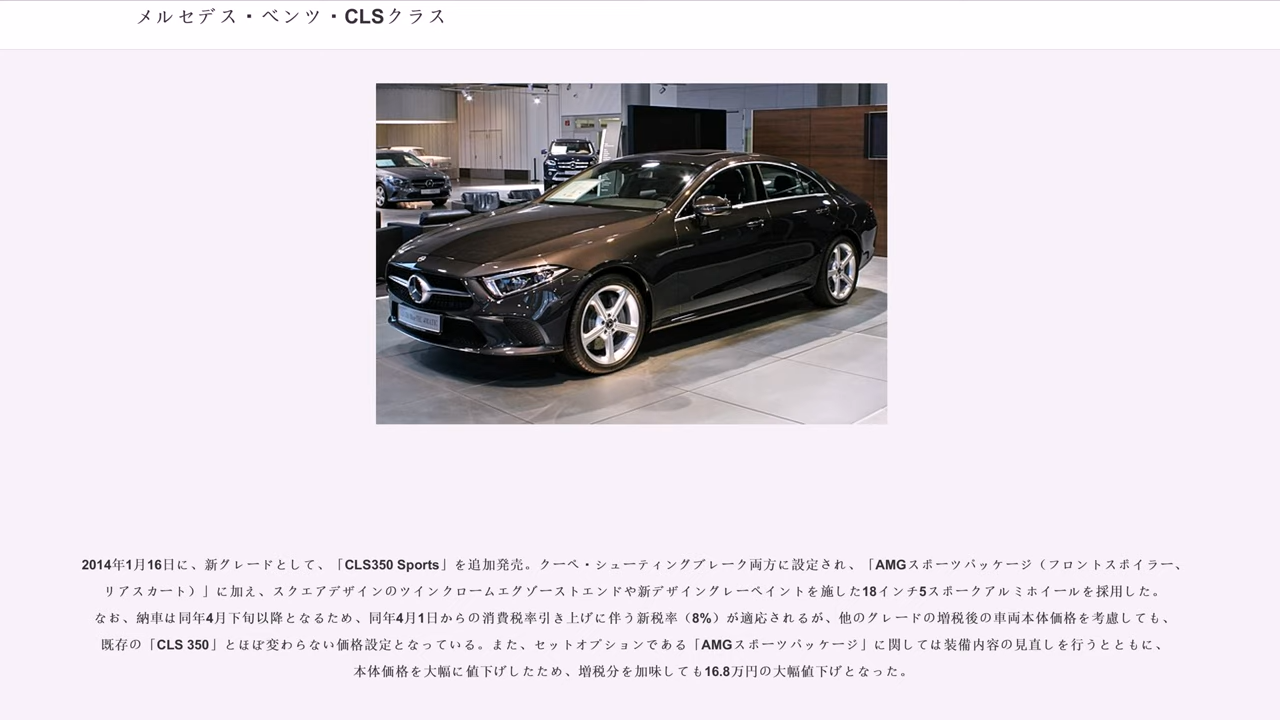 メルセデス・ベンツ・CLSクラス
2014年1月16日に、新グレードとして、「CLS350 Sports」を追加発売。クーペ・シューティングブレーク両方に設定され、「AMGスポーツパッケージ（フロントスポイラー、
リアスカート）」に加え、スクエアデザインのツインクロームエグゾーストエンドや新デザイングレーペイントを施した18インチ5スポークアルミホイールを採用した。
なお、納車は同年4月下旬以降となるため、同年4月1日からの消費税率引き上げに伴う新税率（8%）が適応されるが、他のグレードの増税後の車両本体価格を考慮しても、
既存の「CLS 350」とほぼ変わらない価格設定となっている。また、セットオプションである「AMGスポーツパッケージ」に関しては装備内容の見直しを行うとともに、
本体価格を大幅に値下げしたため、増税分を加味しても16.8万円の大幅値下げとなった。